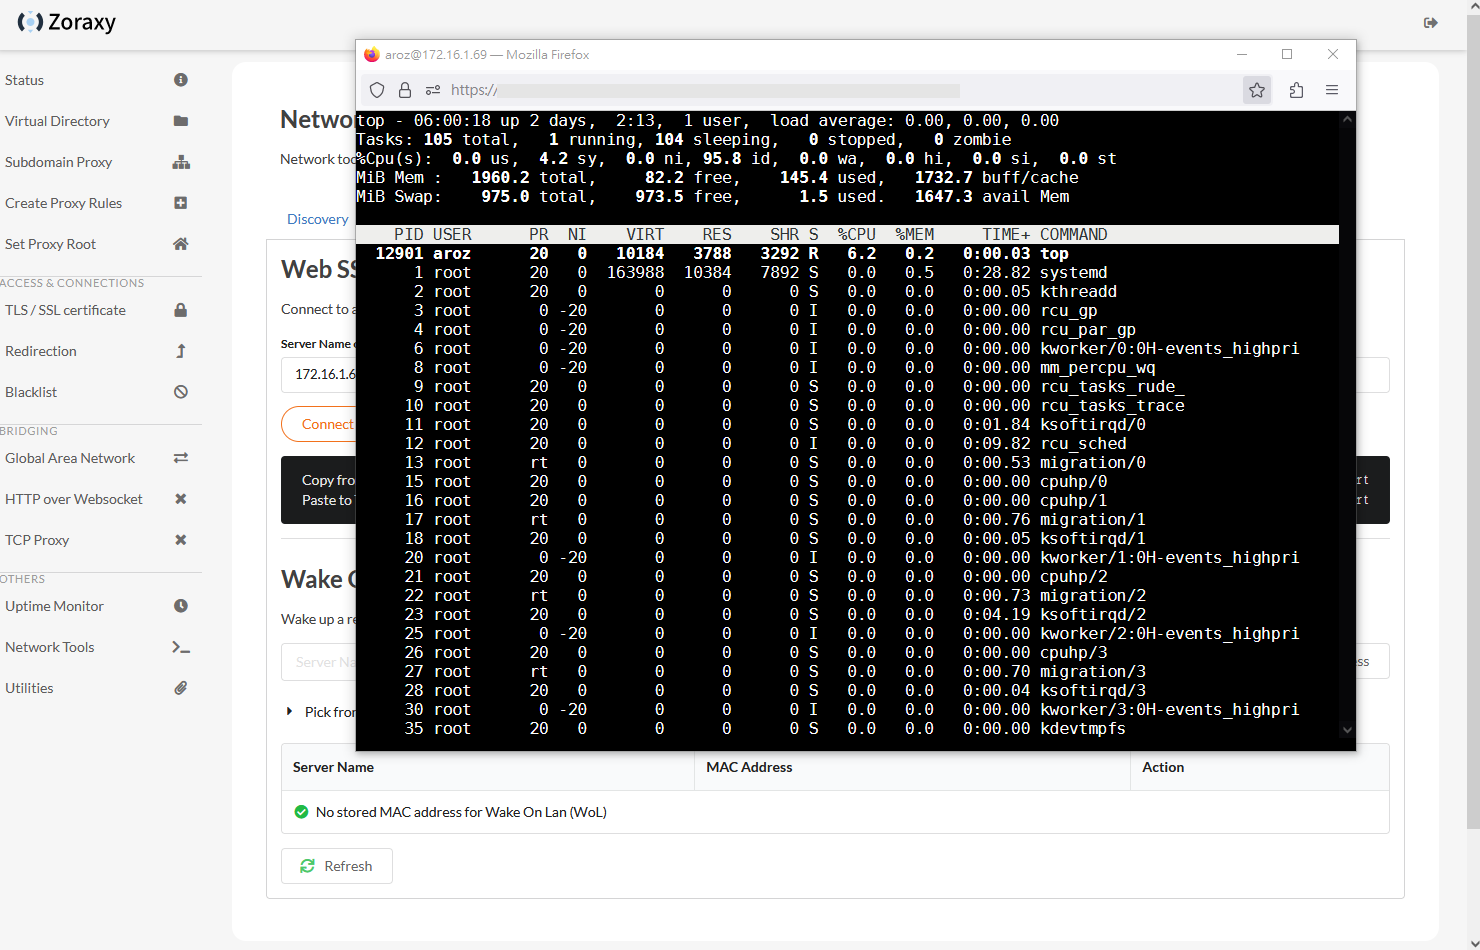 Zoraxy
Status
Virtual Directory
Subdomain Proxy
Create Proxy Rules
Set Proxy Root
ACCESS & CONNECTIONS
TLS / SSL certificate
Redirection
Blacklist
BRIDGING
Global Area Network
HTTP over Websocket
TCP Proxy
OTHERS
Uptime Monitor
Network Tools
Utilities
Network too
Discovery
Web SS
Connect to a
Server Name o
172.16.1.6
Connect
Copy fro
Paste to
rt
rt
Wake O
Wake up a re
Server Na
ss
Pick fror
aroz@172.16.1.69 — Mozilla Firefox
https://
top - 06:00:18 up 2 days,  2:13,  1 user,  load average: 0.00, 0.00, 0.00
Tasks: 105 total,   1 running, 104 sleeping,   0 stopped,   0 zombie
%Cpu(s):  0.0 us,  4.2 sy,  0.0 ni, 95.8 id,  0.0 wa,  0.0 hi,  0.0 si,  0.0 st
MiB Mem :   1960.2 total,     82.2 free,    145.4 used,   1732.7 buff/cache
MiB Swap:    975.0 total,    973.5 free,      1.5 used.   1647.3 avail Mem
PID USER      PR  NI    VIRT    RES    SHR S  %CPU  %MEM     TIME+ COMMAND
12901 aroz      20   0   10184   3788   3292 R   6.2   0.2   0:00.03 top
1 root      20   0  163988  10384   7892 S   0.0   0.5   0:28.82 systemd
2 root      20   0       0      0      0 S   0.0   0.0   0:00.05 kthreadd
3 root       0 -20       0      0      0 I   0.0   0.0   0:00.00 rcu_gp
4 root       0 -20       0      0      0 I   0.0   0.0   0:00.00 rcu_par_gp
6 root       0 -20       0      0      0 I   0.0   0.0   0:00.00 kworker/0:0H-events_highpri
8 root       0 -20       0      0      0 I   0.0   0.0   0:00.00 mm_percpu_wq
9 root      20   0       0      0      0 S   0.0   0.0   0:00.00 rcu_tasks_rude_
10 root      20   0       0      0      0 S   0.0   0.0   0:00.00 rcu_tasks_trace
11 root      20   0       0      0      0 S   0.0   0.0   0:01.84 ksoftirqd/0
12 root      20   0       0      0      0 I   0.0   0.0   0:09.82 rcu_sched
13 root      rt   0       0      0      0 S   0.0   0.0   0:00.53 migration/0
15 root      20   0       0      0      0 S   0.0   0.0   0:00.00 cpuhp/0
16 root      20   0       0      0      0 S   0.0   0.0   0:00.00 cpuhp/1
17 root      rt   0       0      0      0 S   0.0   0.0   0:00.76 migration/1
18 root      20   0       0      0      0 S   0.0   0.0   0:00.05 ksoftirqd/1
20 root       0 -20       0      0      0 I   0.0   0.0   0:00.00 kworker/1:0H-events_highpri
21 root      20   0       0      0      0 S   0.0   0.0   0:00.00 cpuhp/2
22 root      rt   0       0      0      0 S   0.0   0.0   0:00.73 migration/2
23 root      20   0       0      0      0 S   0.0   0.0   0:04.19 ksoftirqd/2
25 root       0 -20       0      0      0 I   0.0   0.0   0:00.00 kworker/2:0H-events_highpri
26 root      20   0       0      0      0 S   0.0   0.0   0:00.00 cpuhp/3
27 root      rt   0       0      0      0 S   0.0   0.0   0:00.70 migration/3
28 root      20   0       0      0      0 S   0.0   0.0   0:00.04 ksoftirqd/3
30 root       0 -20       0      0      0 I   0.0   0.0   0:00.00 kworker/3:0H-events_highpri
35 root      20   0       0      0      0 S   0.0   0.0   0:00.00 kdevtmpfs
Server Name MAC Address Action
No stored MAC address for Wake On Lan (WoL)
Refresh